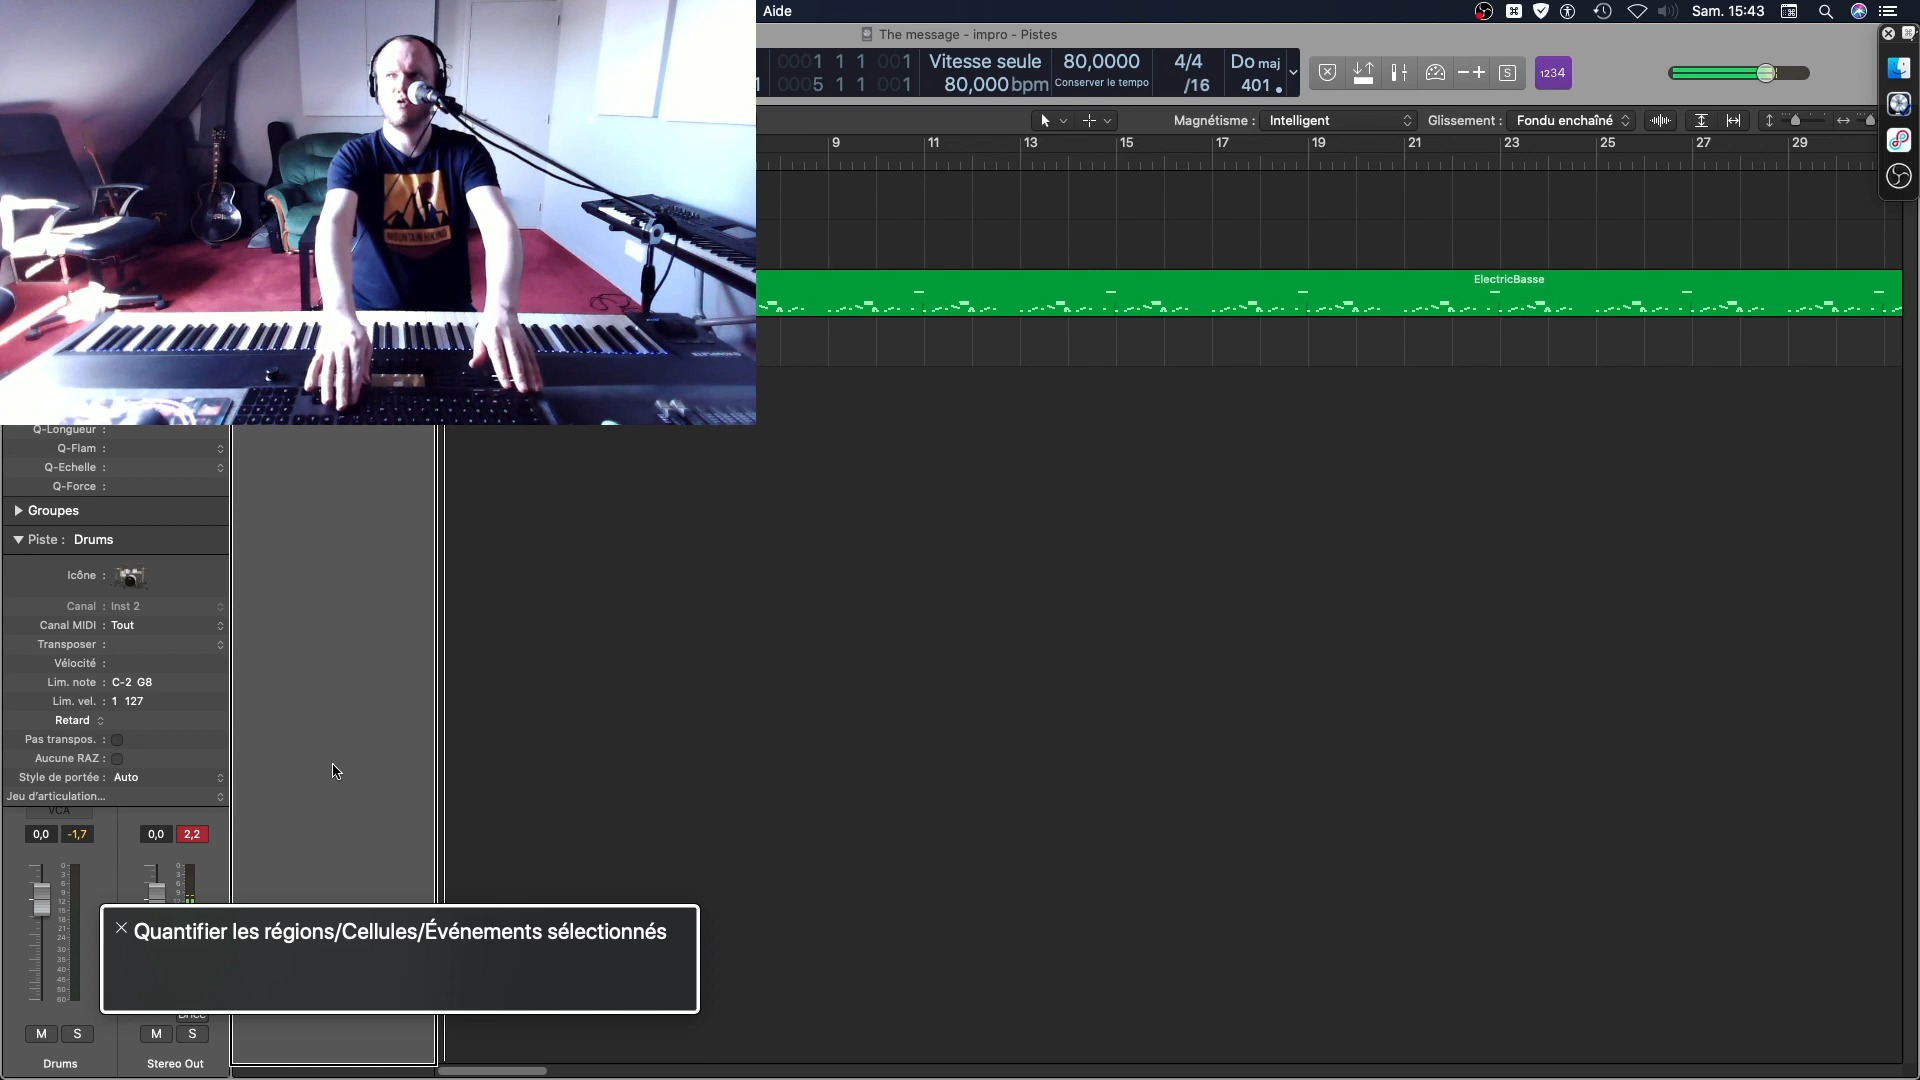 Aide
Sam. 15:43
The message - impro - Pistes
0001 1 1 001
Vitesse seule
80,0000
4/4
Do maj
0005 1 1 001
80,000 bpm
Conserver le tempo
/16
401
S
1234
Magnétisme :
Intelligent
Glissement :
Fondu enchaîné
9
11
13
15
17
19
21
23
25
27
29
ElectricBasse
MOUNTAIN HIKING
Q-Longueur :
Q-Flam :
Q-Echelle :
Q-Force :
Groupes
Piste : Drums
Icône :
Canal : Inst 2
Canal MIDI : Tout
Transposer :
Vélocité :
Lim. note : C-2 G8
Lim. vel. : 1 127
Retard
Pas transpos. :
Aucune RAZ :
Style de portée : Auto
Jeu d'articulation...
VCA
0,0 -1,7
0,0 2,2
Quantifier les régions/Cellules/Événements sélectionnés
M S
M S
Drums
Stereo Out